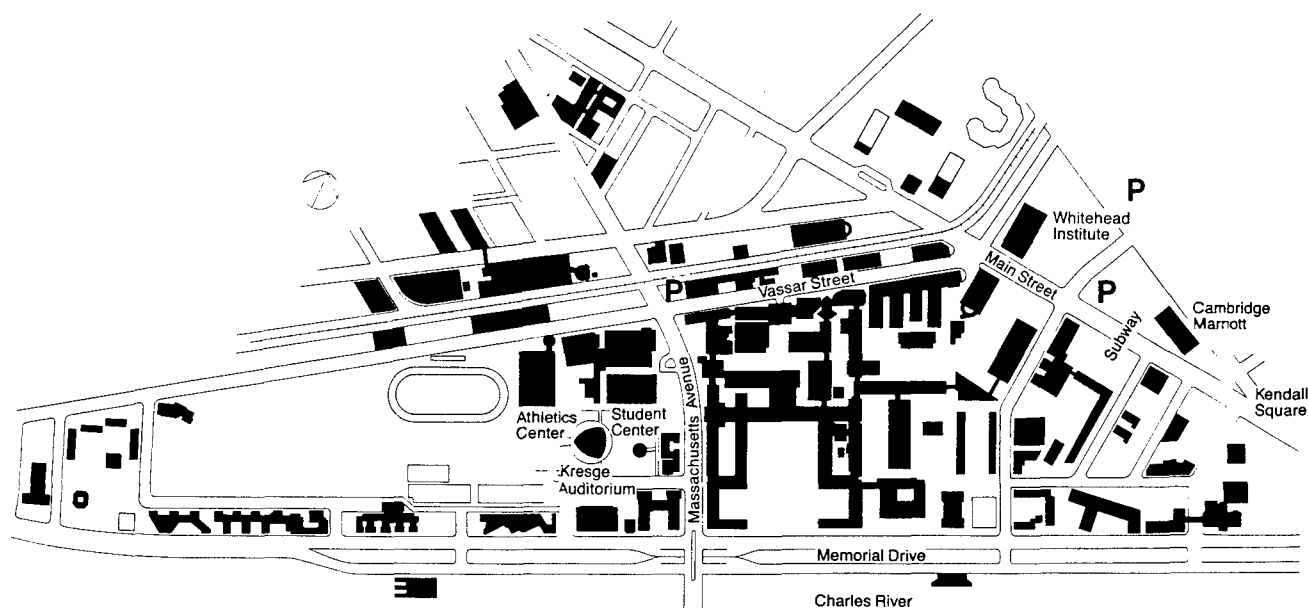 P
Whitehead
Institute
Main Street
P
P
Vassar Street
Subway
Cambridge
Marnott
Kendall
Square
Massachusetts Avenue
Athletics
Center
Student
Center
Kresge
Auditorium
Memorial Drive
Charles River